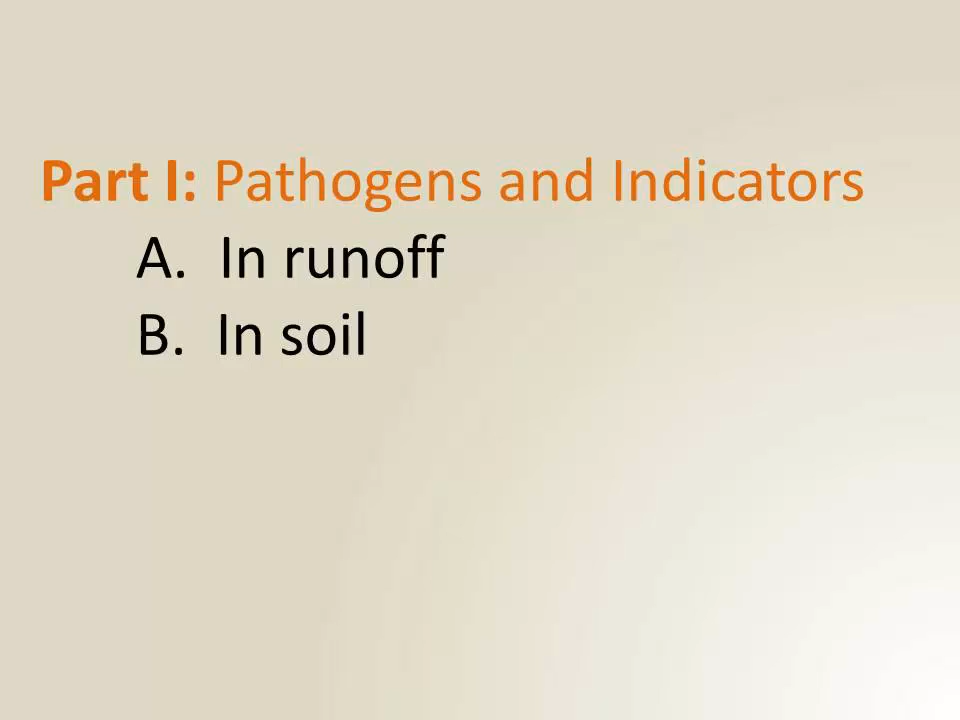 Part I: Pathogens and Indicators
A. In runoff
B. In soil